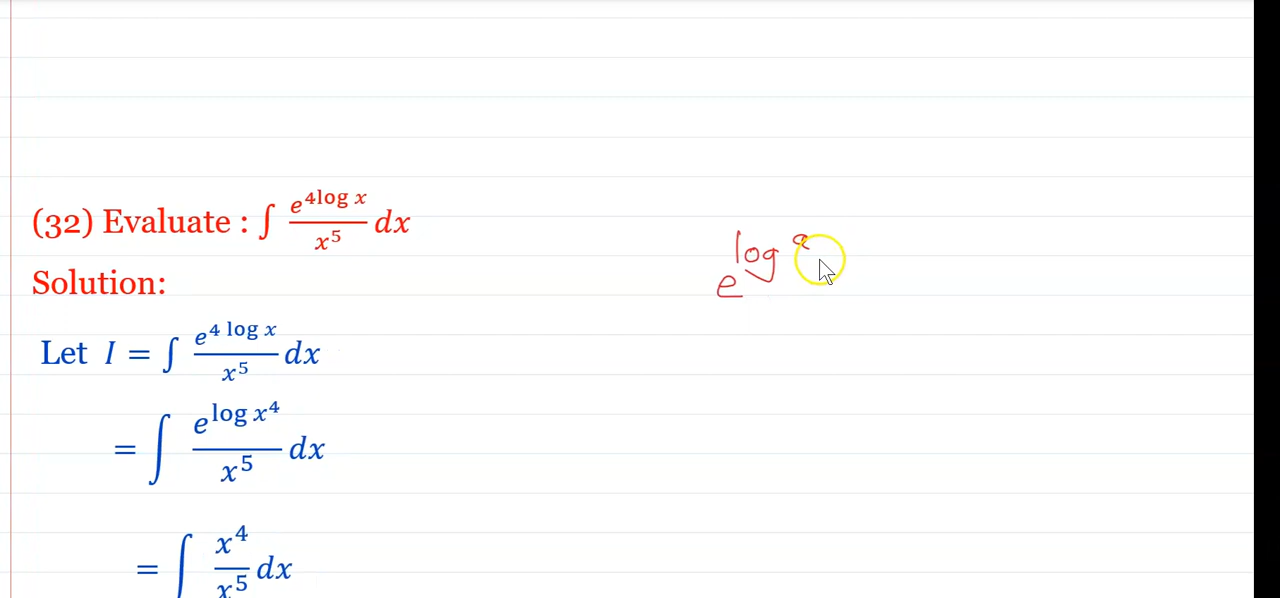 (32) Evaluate : ∫ e^{4log x}/x^5 dx
Solution:
Let I = ∫ e^{4 log x}/x^5 dx
= ∫ e^{log x^4}/x^5 dx
= ∫ x^4/x^5 dx
e^{log